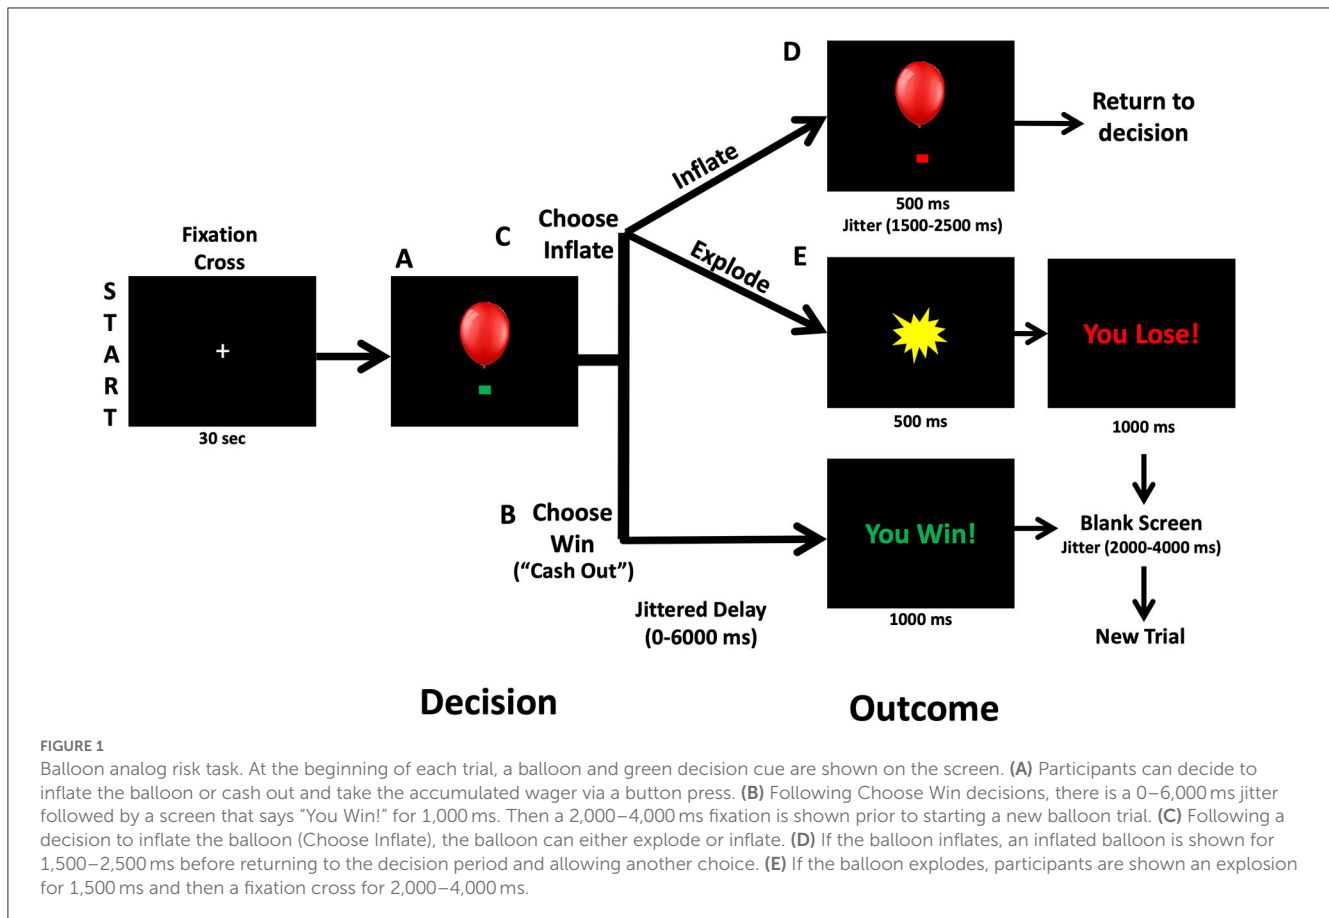 Fixation
Cross
START
30 sec
A
C
Choose
Inflate
Inflate
Explode
D
500 ms
Jitter (1500-2500 ms)
Return to
decision
E
500 ms
You Lose!
1000 ms
B
Choose
Win
(“Cash Out”)
Jittered Delay
(0-6000 ms)
You Win!
1000 ms
Blank Screen
Jitter (2000-4000 ms)
New Trial
Decision
Outcome
FIGURE 1
Balloon analog risk task. At the beginning of each trial, a balloon and green decision cue are shown on the screen. (A) Participants can decide to
inflate the balloon or cash out and take the accumulated wager via a button press. (B) Following Choose Win decisions, there is a 0–6,000 ms jitter
followed by a screen that says “You Win!” for 1,000 ms. Then a 2,000–4,000 ms fixation is shown prior to starting a new balloon trial. (C) Following a
decision to inflate the balloon (Choose Inflate), the balloon can either explode or inflate. (D) If the balloon inflates, an inflated balloon is shown for
1,500–2,500 ms before returning to the decision period and allowing another choice. (E) If the balloon explodes, participants are shown an explosion
for 1,500 ms and then a fixation cross for 2,000–4,000 ms.